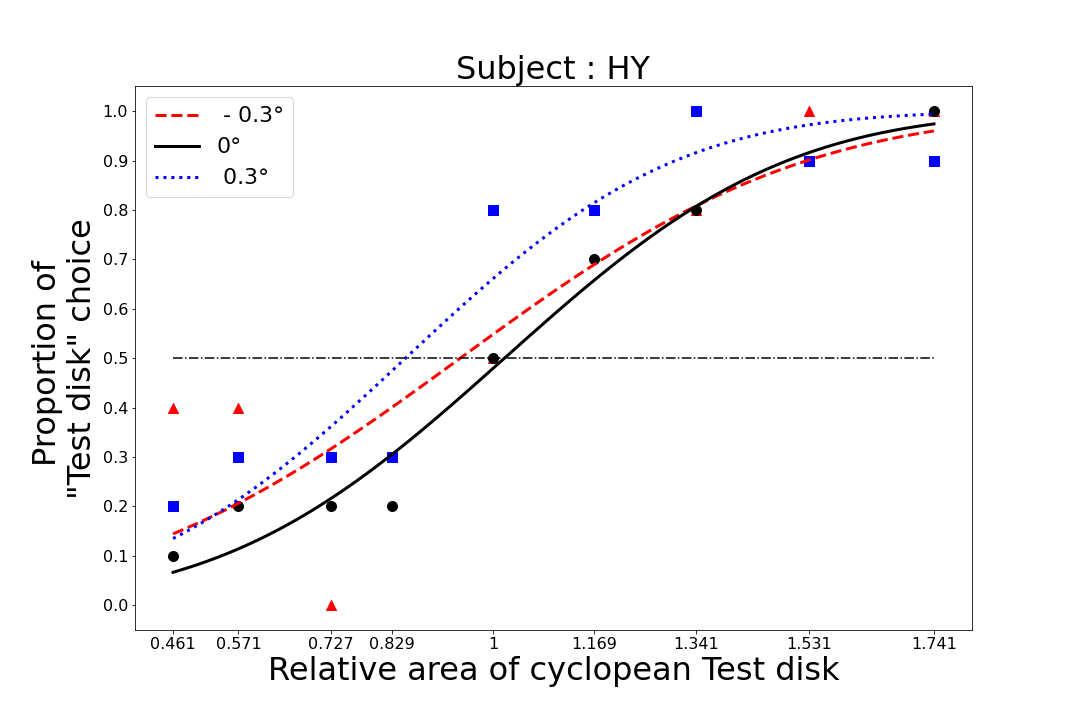 Subject : HY
- 0.3°
0°
0.3°
Proportion of
"Test disk" choice
1.0
0.9
0.8
0.7
0.6
0.5
0.4
0.3
0.2
0.1
0.0
0.461 0.571 0.727 0.829 1 1.169 1.341 1.531 1.741
Relative area of cyclopean Test disk